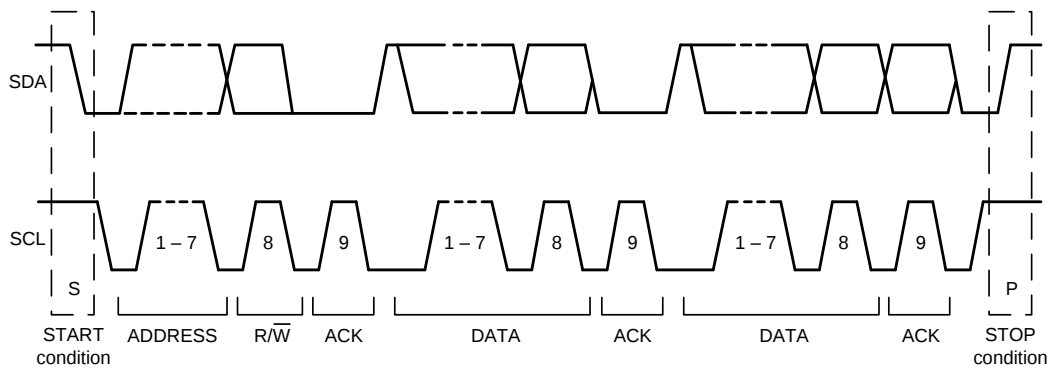 SDA
SCL
1 – 7
8
9
1 – 7
8
9
1 – 7
8
9
S
P
START
condition
ADDRESS
R/W̅
ACK
DATA
ACK
DATA
ACK
STOP
condition